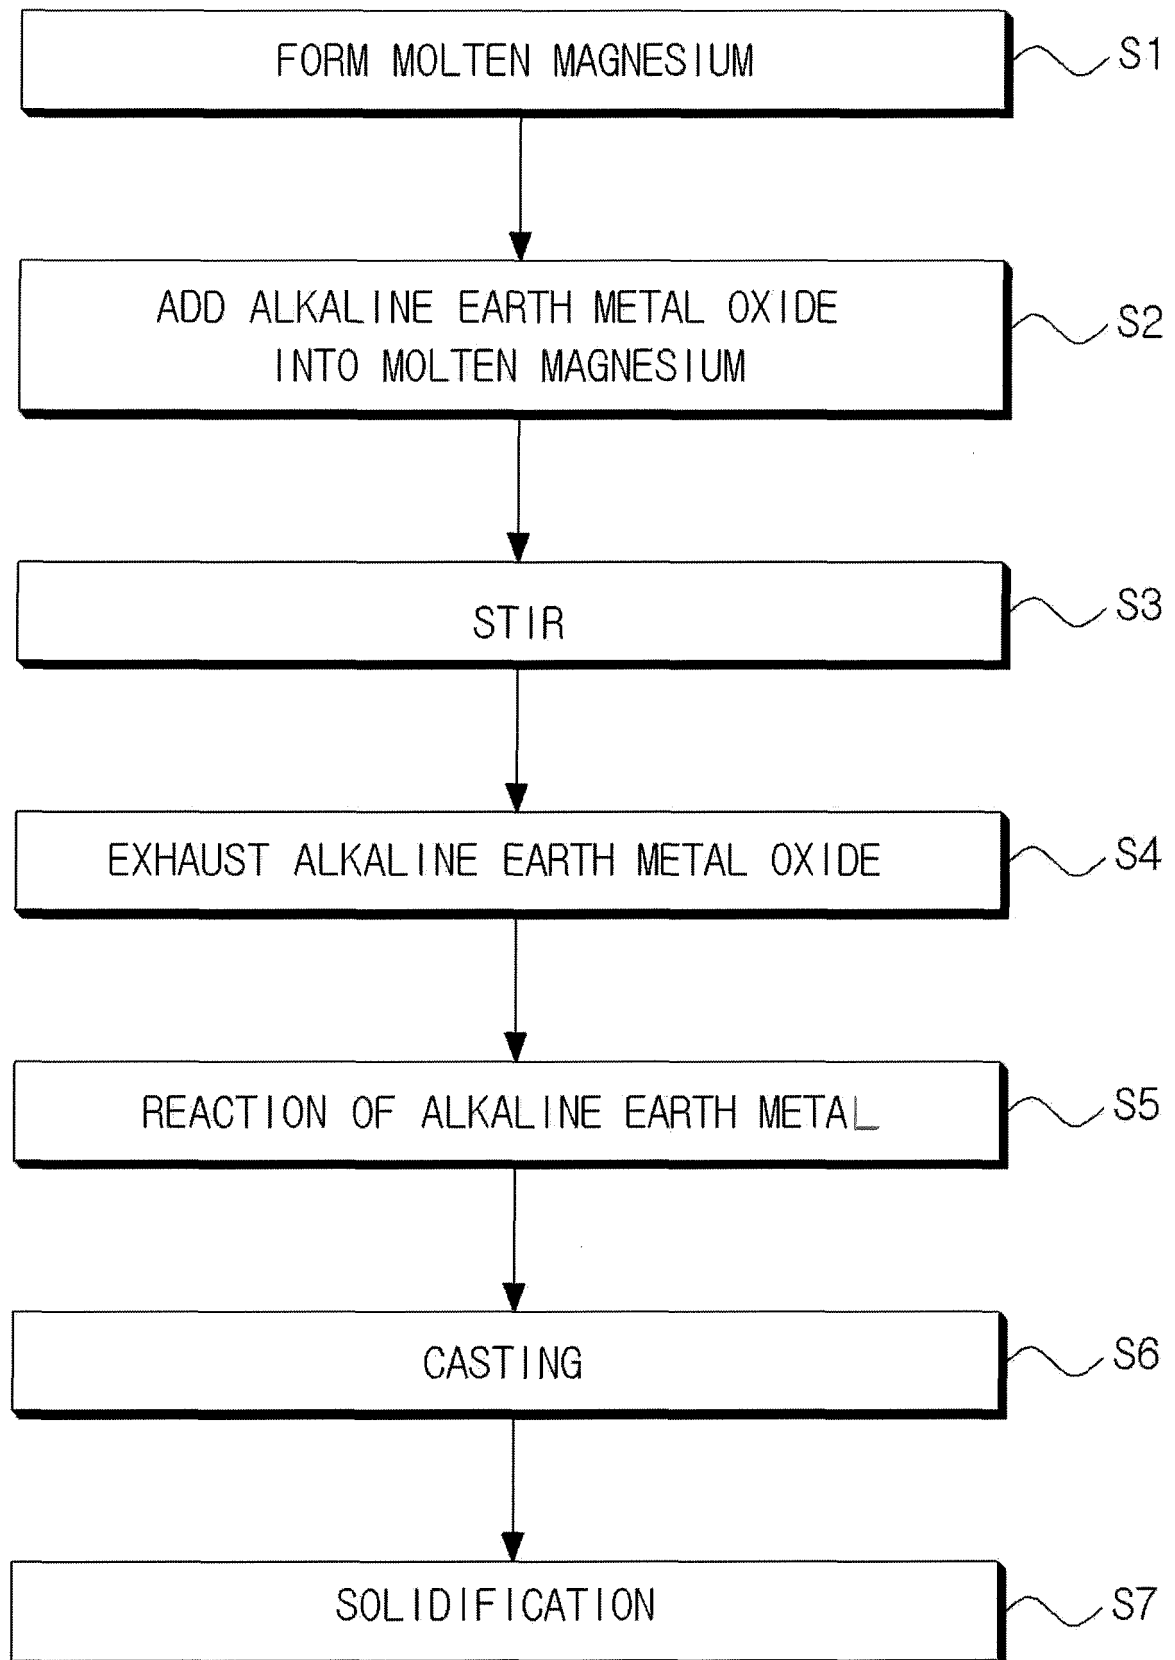 FORM MOLTEN MAGNESIUM
S1
ADD ALKALINE EARTH METAL OXIDE
INTO MOLTEN MAGNESIUM
S2
STIR
S3
EXHAUST ALKALINE EARTH METAL OXIDE
S4
REACTION OF ALKALINE EARTH METAL
S5
CASTING
S6
SOLIDIFICATION
S7